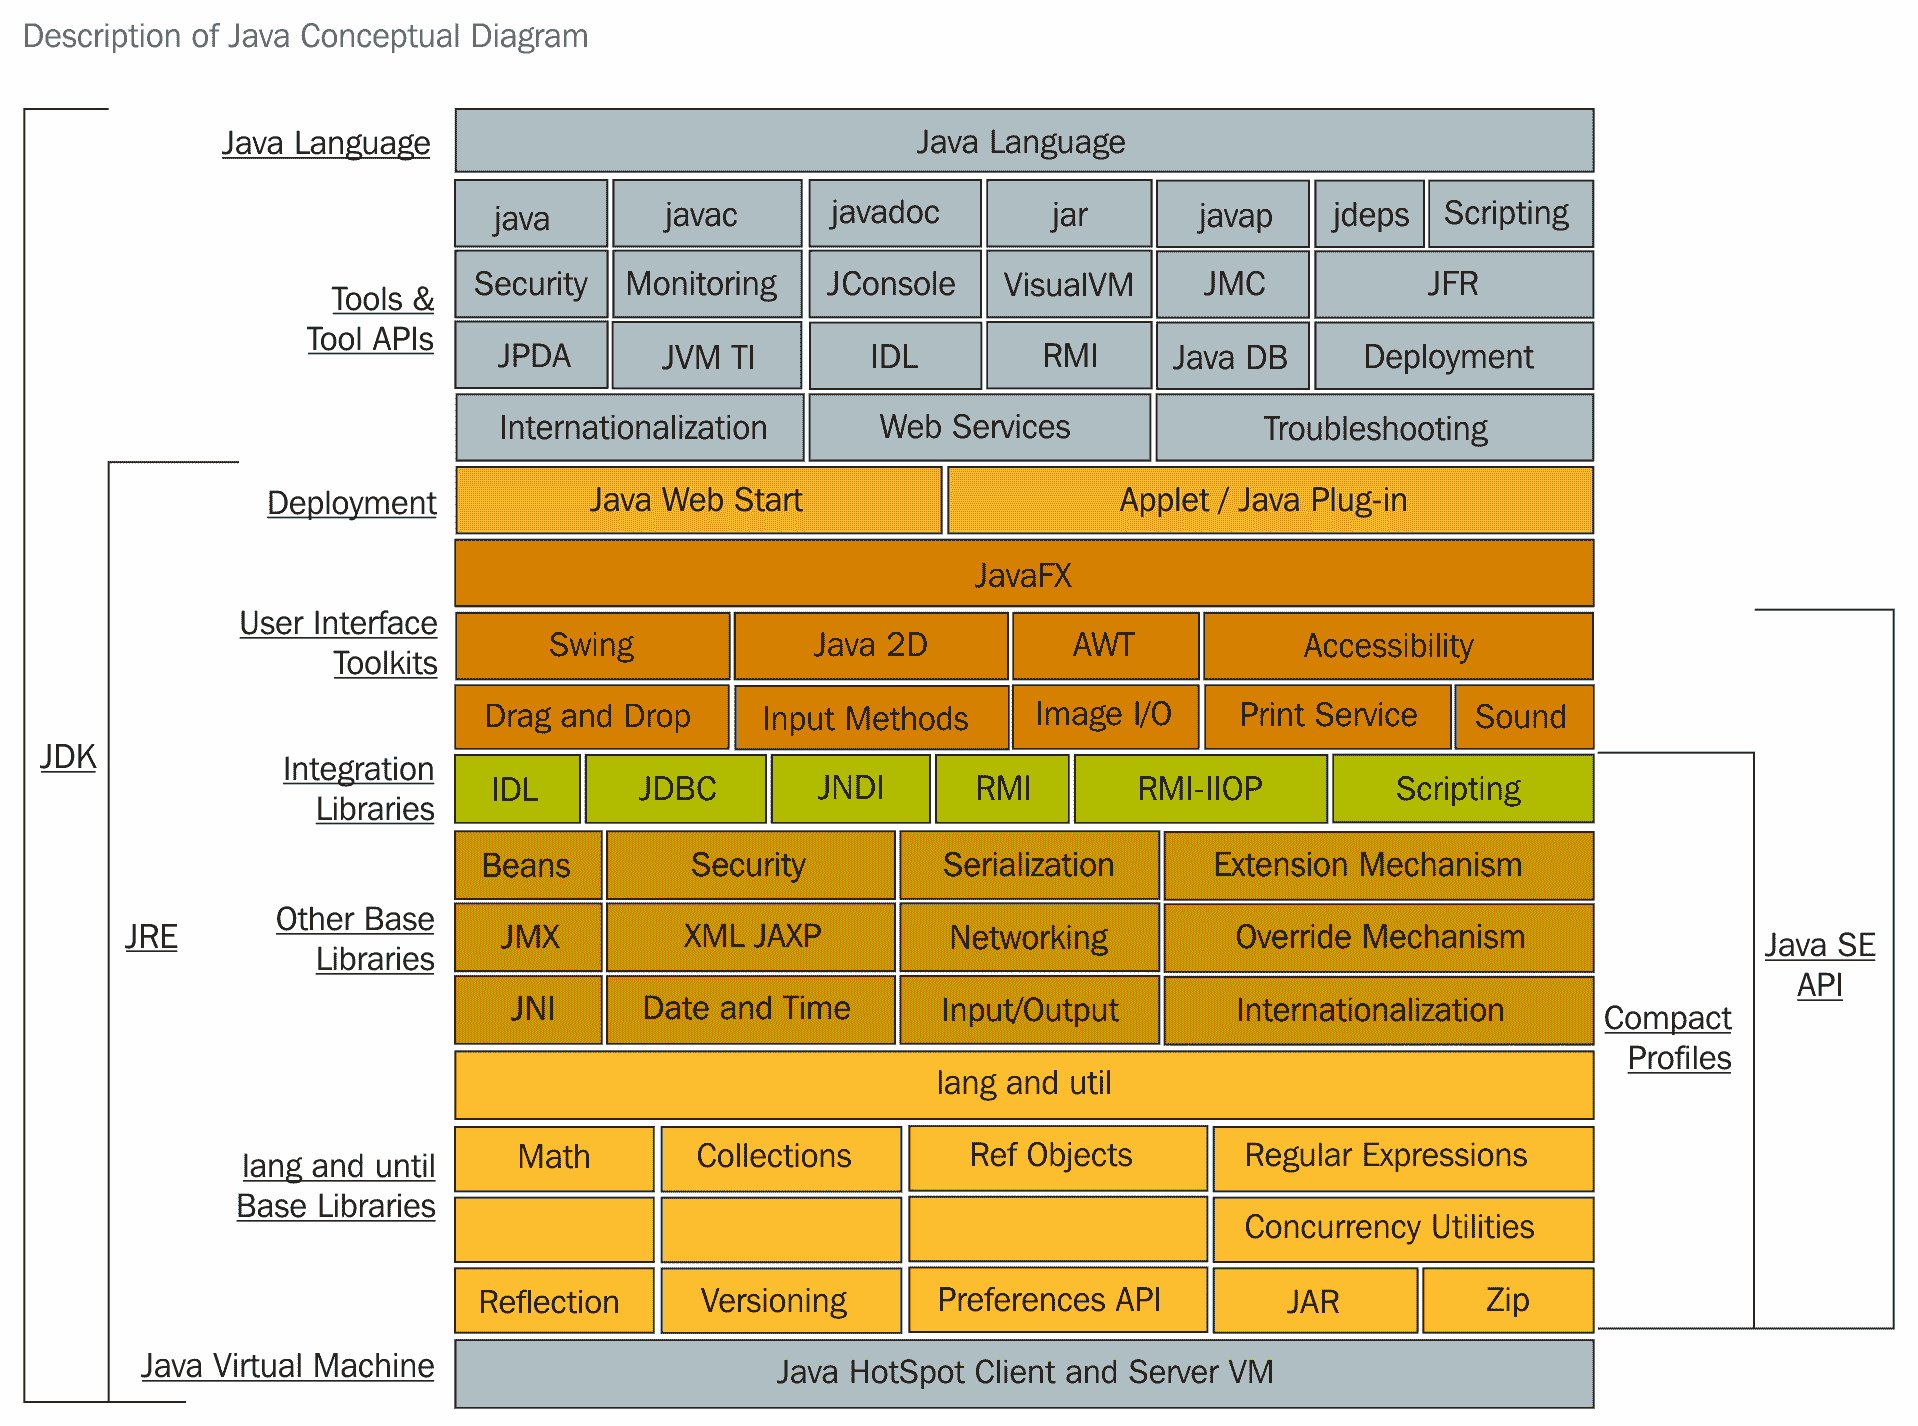 Description of Java Conceptual Diagram
Java Language
Java Language
java javac javadoc jar javap jdeps Scripting
Tools &
Tool APIs
Security Monitoring JConsole VisualVM JMC JFR
JPDA JVM TI IDL RMI Java DB Deployment
Internationalization Web Services Troubleshooting
Deployment
Java Web Start Applet / Java Plug-in
JavaFX
User Interface
Toolkits
Swing Java 2D AWT Accessibility
Drag and Drop Input Methods Image I/O Print Service Sound
JDK
Integration
Libraries
IDL JDBC JNDI RMI RMI-IIOP Scripting
Beans Security Serialization Extension Mechanism
JRE
Other Base
Libraries
JMX XML JAXP Networking Override Mechanism
Java SE
API
JNI Date and Time Input/Output Internationalization
Compact
Profiles
lang and util
lang and until
Base Libraries
Math Collections Ref Objects Regular Expressions
Concurrency Utilities
Reflection Versioning Preferences API JAR Zip
Java Virtual Machine
Java HotSpot Client and Server VM